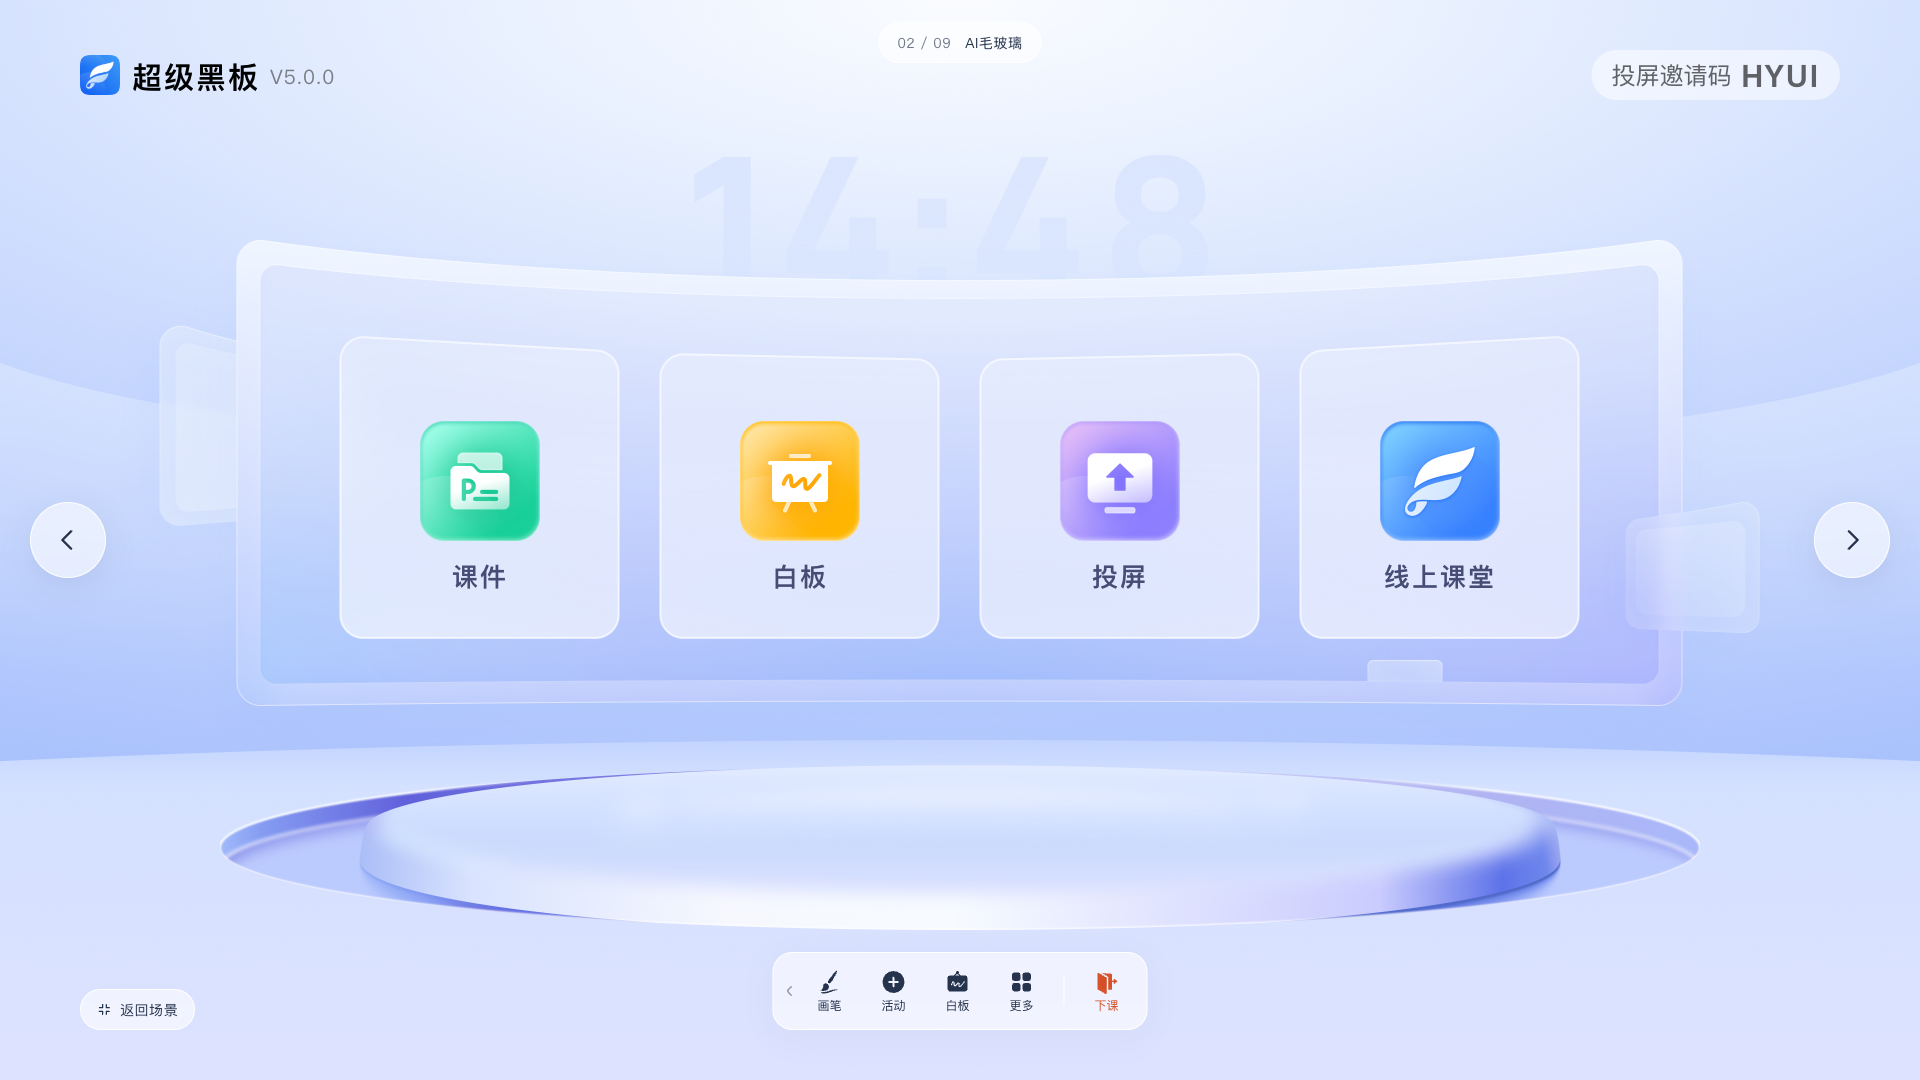 02 / 09 AI毛玻璃
超级黑板 V5.0.0
投屏邀请码 HYUI
14:48
课件
白板
投屏
线上课堂
画笔
活动
白板
更多
下课
返回场景